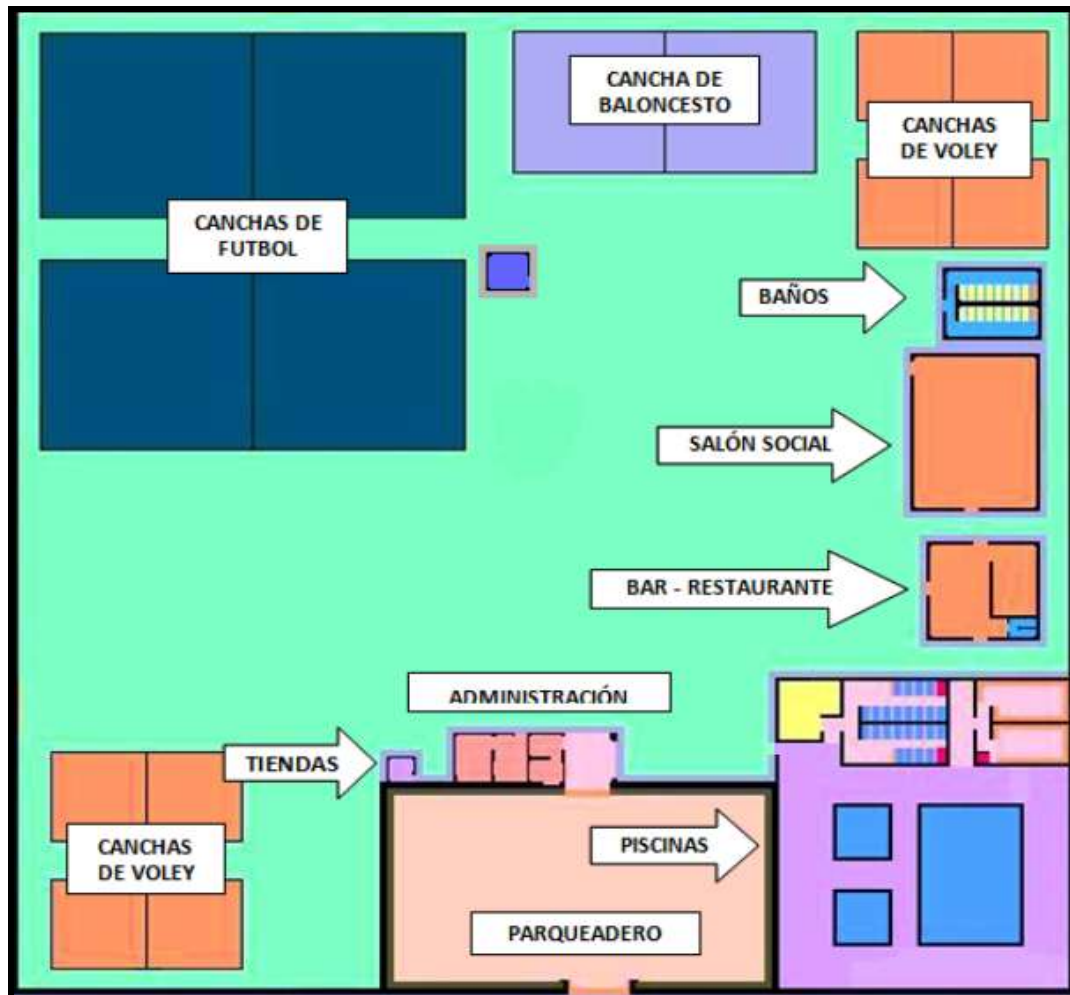 CANCHA DE
BALONCESTO
CANCHAS
DE VOLEY
CANCHAS DE
FUTBOL
BAÑOS
SALÓN SOCIAL
BAR - RESTAURANTE
ADMINISTRACIÓN
TIENDAS
CANCHAS
DE VOLEY
PISCINAS
PARQUEADERO